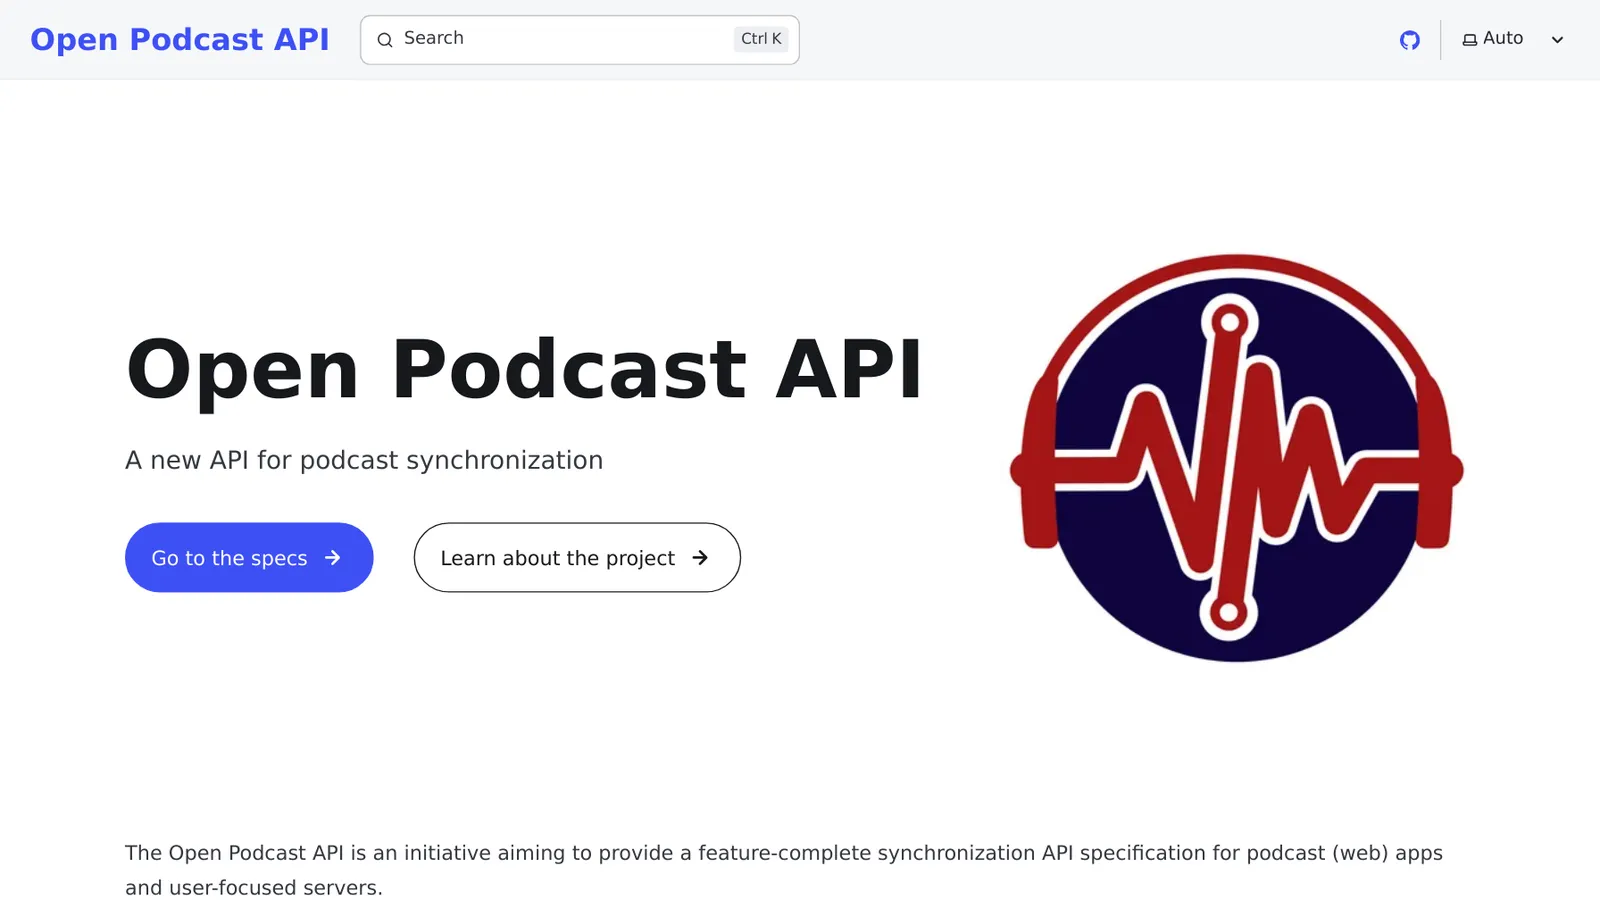 Open Podcast API
Search
Ctrl K
Auto
Open Podcast API
A new API for podcast synchronization
Go to the specs
Learn about the project
The Open Podcast API is an initiative aiming to provide a feature-complete synchronization API specification for podcast (web) apps
and user-focused servers.